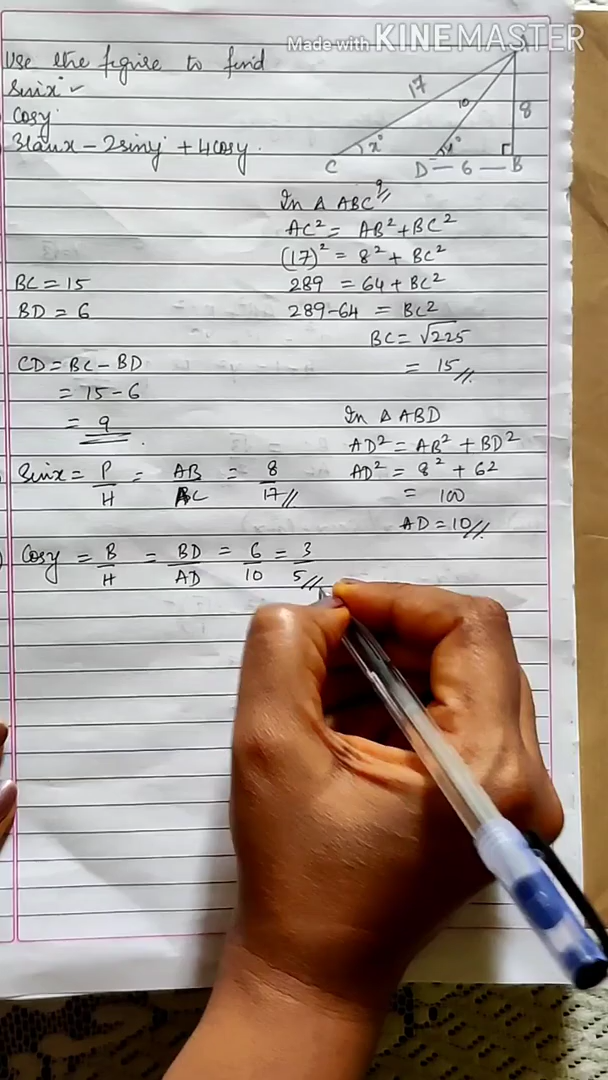 Made with KINEMASTER
Use the figure to find
Sinx°
Cosy
3tanx - 2siny + 4cosy.
17
10
8
x°
y°
C
D - 6 - B
In Δ ABC
AC² = AB² + BC²
(17)² = 8² + BC²
289 = 64 + BC²
289-64 = BC²
BC = √225
= 15
BC = 15
BD = 6
CD = BC - BD
= 15 - 6
= 9
In Δ ABD
AD² = AB² + BD²
AD² = 8² + 62
= 100
AD = 10
Sinx = P/H = AB/AC = 8/17
Cosy = B/H = BD/AD = 6/10 = 3/5